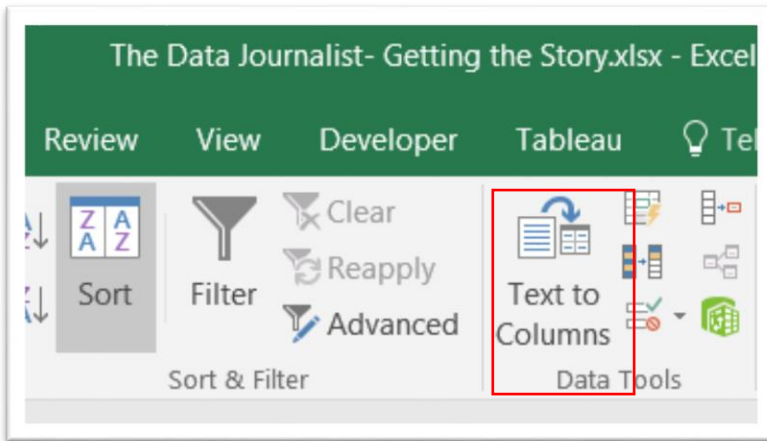 The Data Journalist- Getting the Story.xlsx - Excel
Review View Developer Tableau Tel
Z A
A Z
Sort
Filter
Clear
Reapply
Advanced
Text to
Columns
Sort & Filter
Data Tools